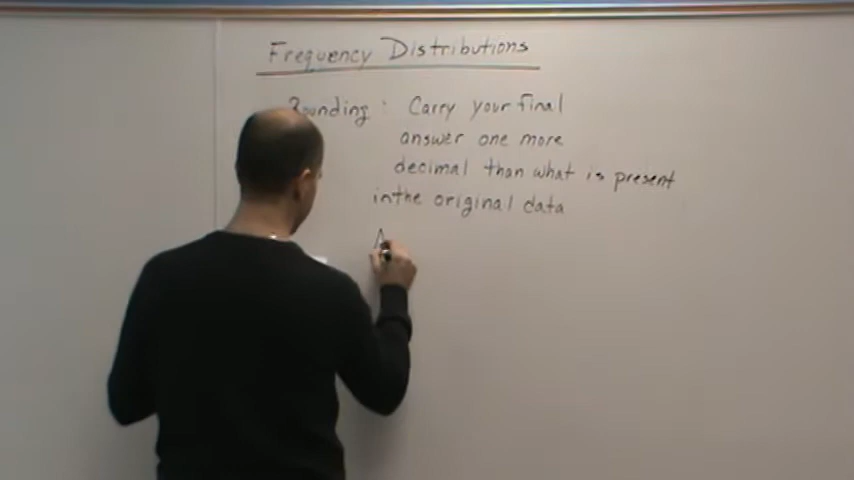 Frequency Distributions
Rounding : Carry your final
answer one more
decimal than what is present
in the original data
A